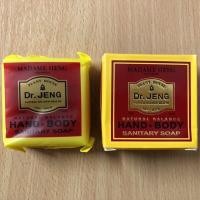 MADAME HENG
Dr. JENG
NATURAL BALANCE
HAND · BODY
SANITARY SOAP
MADAME HENG
Dr. JENG
NATURAL BALANCE
HAND · BODY
SANITARY SOAP